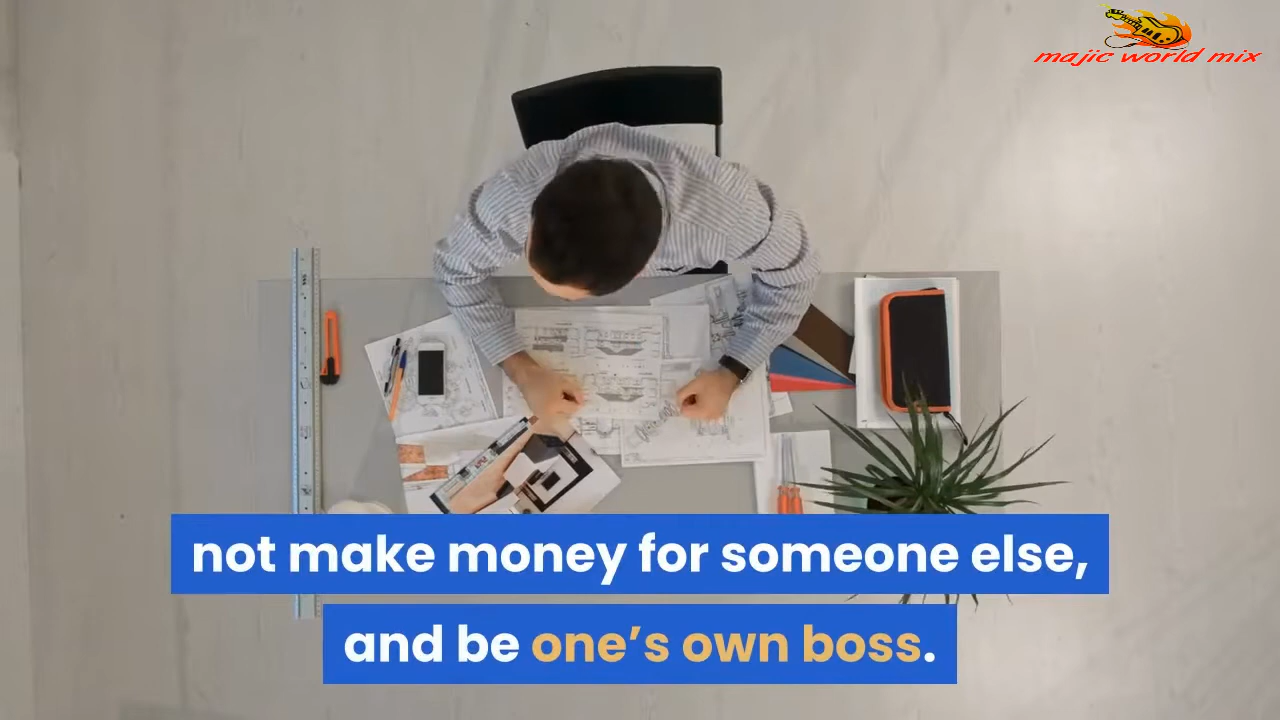 majic world mix
not make money for someone else,
and be one's own boss.